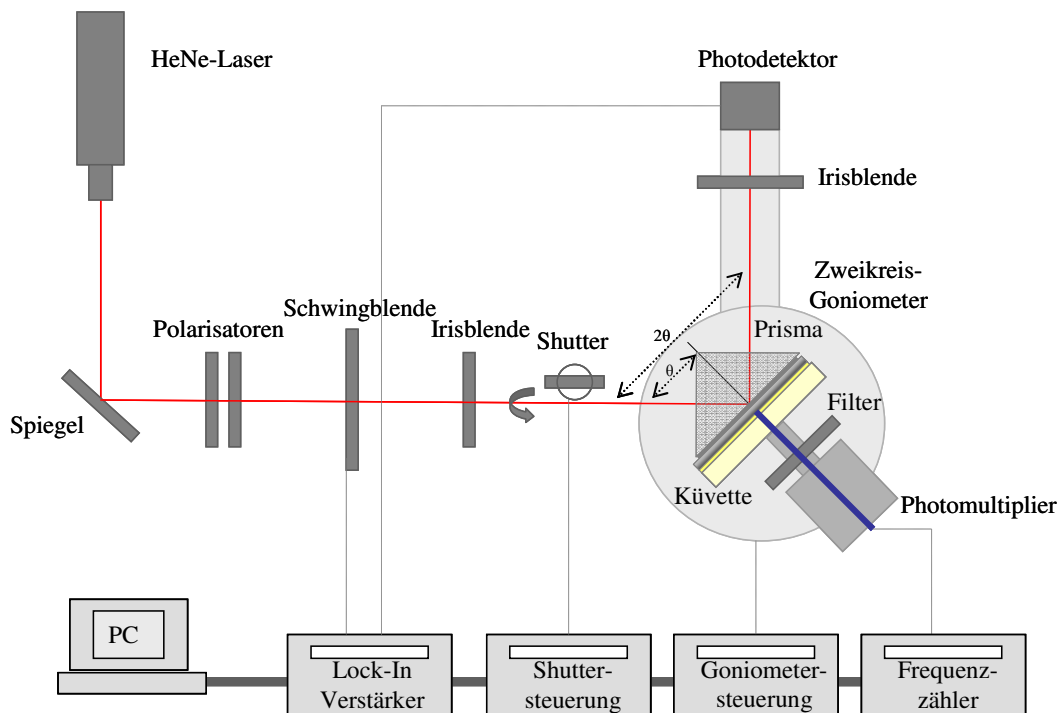 HeNe-Laser
Photodetektor
Irisblende
Zweikreis-
Goniometer
Schwingblende
Polarisatoren
Irisblende
Shutter
2θ
Prisma
θ
Spiegel
Filter
Küvette
Photomultiplier
PC
Lock-In
Verstärker
Shutter-
steuerung
Goniometer-
steuerung
Frequenz-
zähler